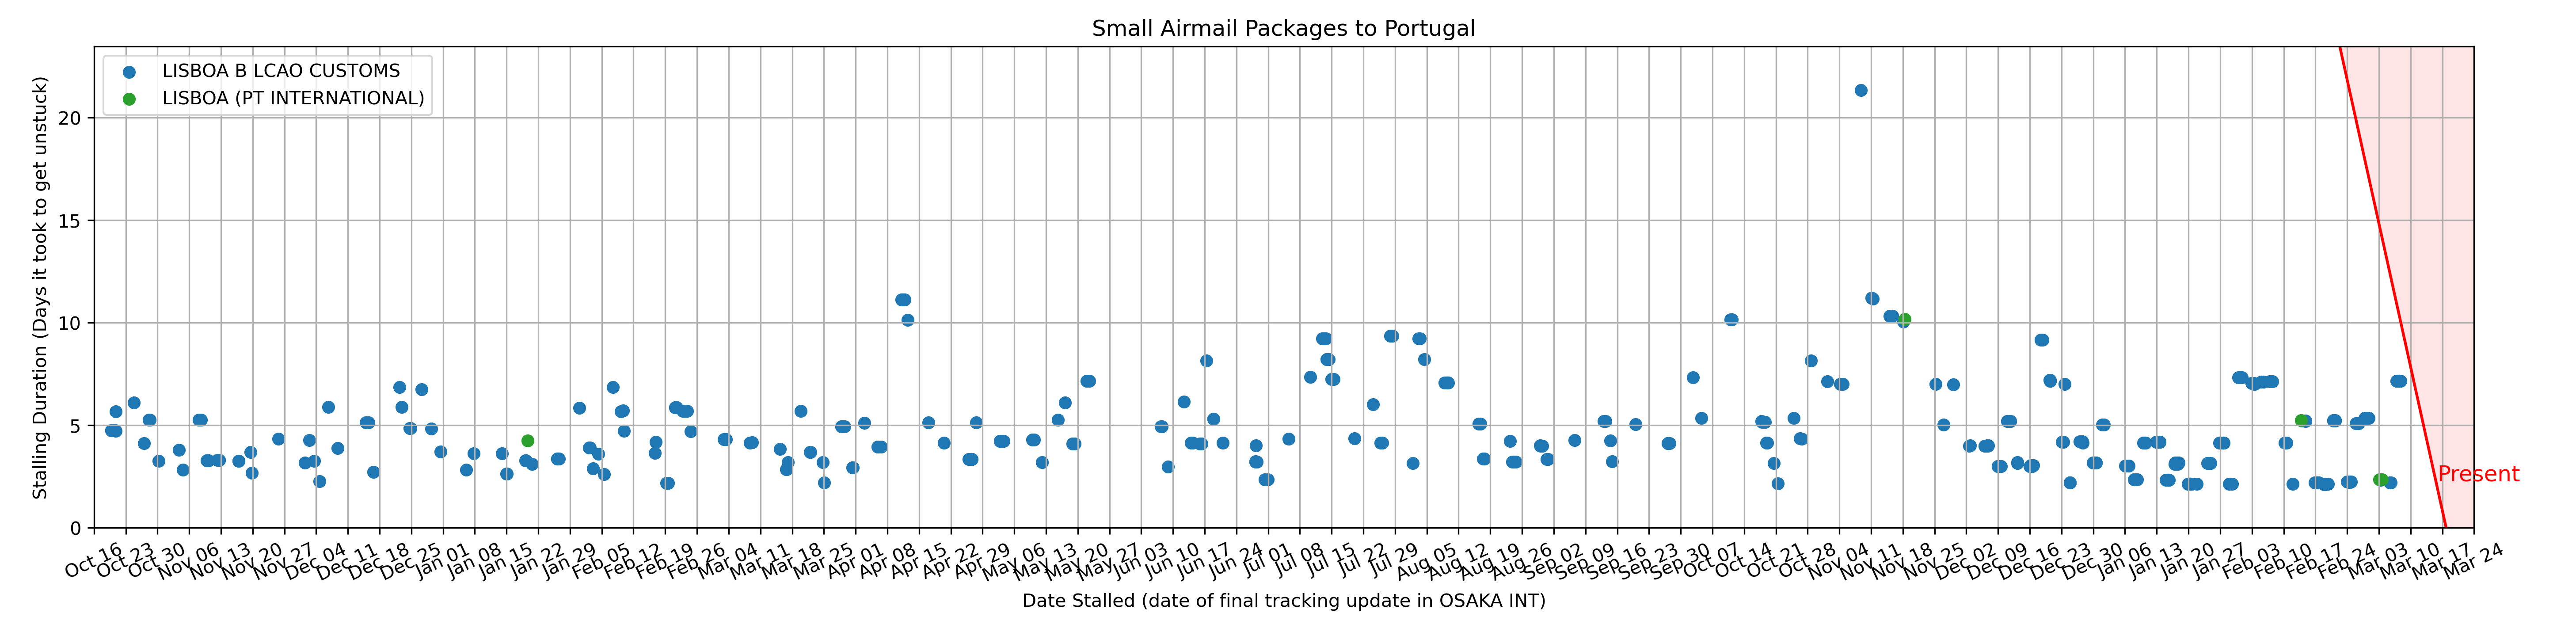 Small Airmail Packages to Portugal
LISBOA B LCAO CUSTOMS
LISBOA (PT INTERNATIONAL)
Stalling Duration (Days it took to get unstuck)
20
15
10
5
0
Present
Oct 16 Oct 23 Oct 30 Nov 06 Nov 13 Nov 20 Nov 27 Dec 04 Dec 11 Dec 18 Dec 25 Jan 01 Jan 08 Jan 15 Jan 22 Jan 29 Feb 05 Feb 12 Feb 19 Feb 26 Mar 04 Mar 11 Mar 18 Mar 25 Apr 01 Apr 08 Apr 15 Apr 22 Apr 29 May 06 May 13 May 20 May 27 Jun 03 Jun 10 Jun 17 Jun 24 Jul 01 Jul 08 Jul 15 Jul 22 Jul 29 Aug 05 Aug 12 Aug 19 Aug 26 Sep 02 Sep 09 Sep 16 Sep 23 Sep 30 Oct 07 Oct 14 Oct 21 Oct 28 Nov 04 Nov 11 Nov 18 Nov 25 Dec 02 Dec 09 Dec 16 Dec 23 Dec 30 Jan 06 Jan 13 Jan 20 Jan 27 Feb 03 Feb 10 Feb 17 Feb 24 Mar 03 Mar 10 Mar 17 Mar 24
Date Stalled (date of final tracking update in OSAKA INT)